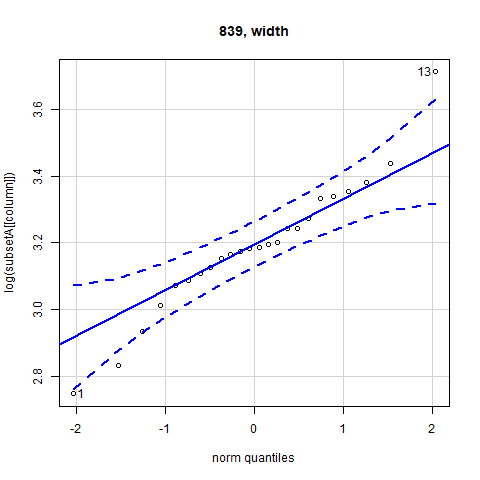 839, width
log(subsetA[[column]])
3.6
3.4
3.2
3.0
2.8
13
1
-2 -1 0 1 2
norm quantiles